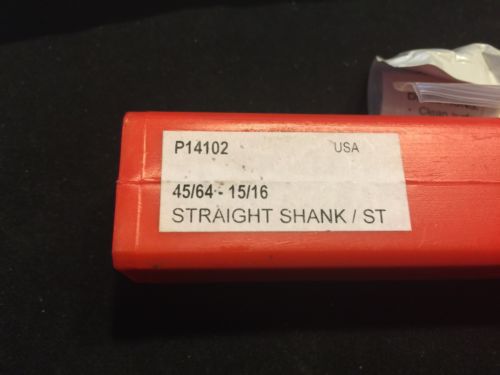 P14102 USA
45/64 - 15/16
STRAIGHT SHANK / ST